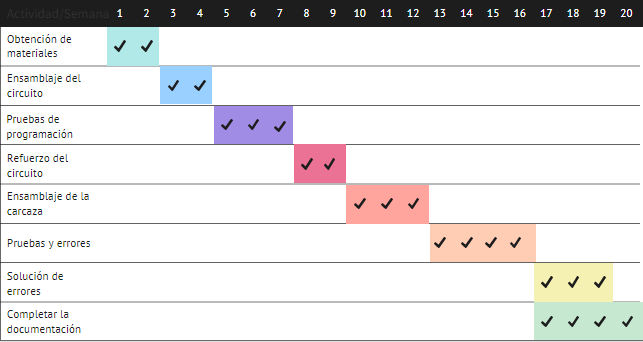 Actividad/Semana 1 2 3 4 5 6 7 8 9 10 11 12 13 14 15 16 17 18 19 20
Obtención de
materiales ✓ ✓
Ensamblaje del
circuito ✓ ✓
Pruebas de
programación ✓ ✓ ✓
Refuerzo del
circuito ✓ ✓
Ensamblaje de la
carcaza ✓ ✓ ✓
Pruebas y errores ✓ ✓ ✓ ✓
Solución de
errores ✓ ✓ ✓
Completar la
documentación ✓ ✓ ✓ ✓